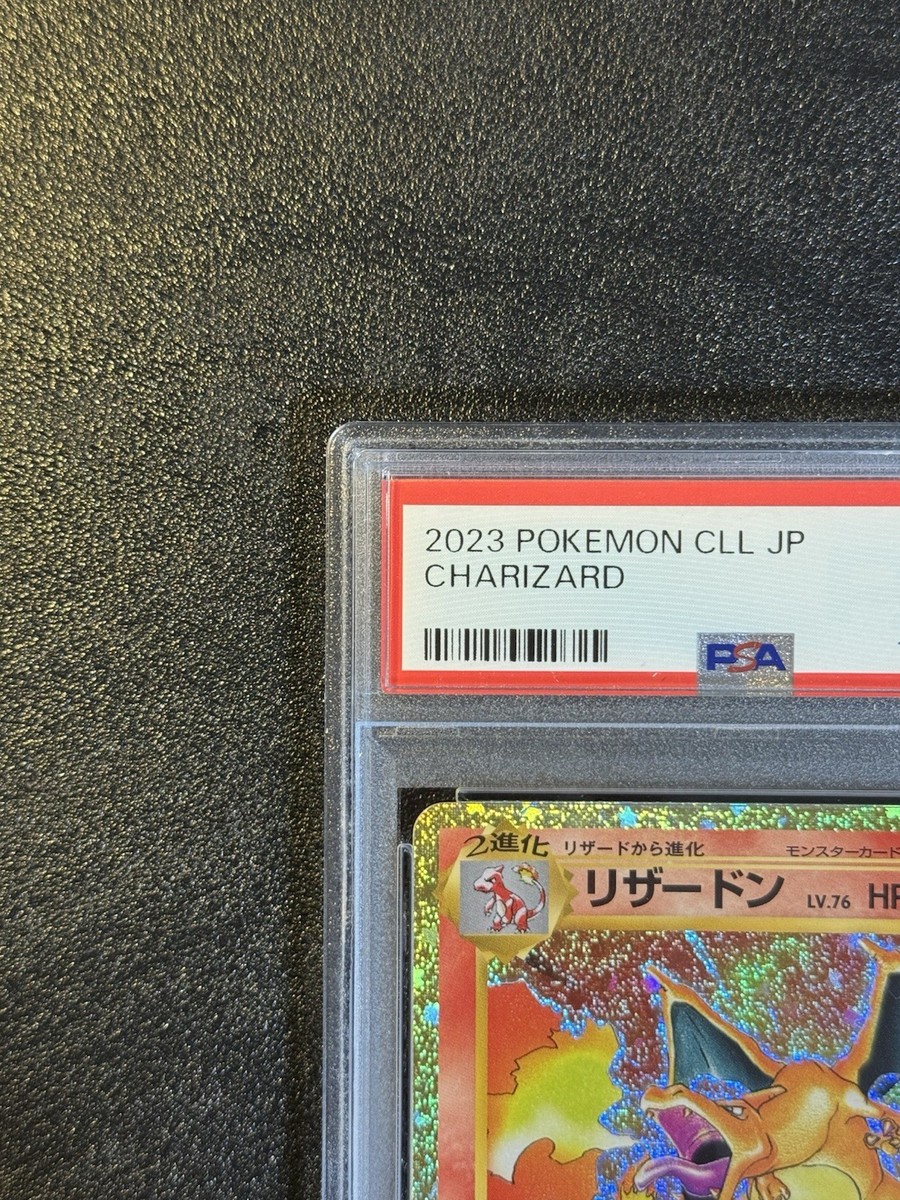 2023 POKEMON CLL JP
CHARIZARD
PSA
2進化 リザードから進化 モンスターカード
リザードン LV.76 HP